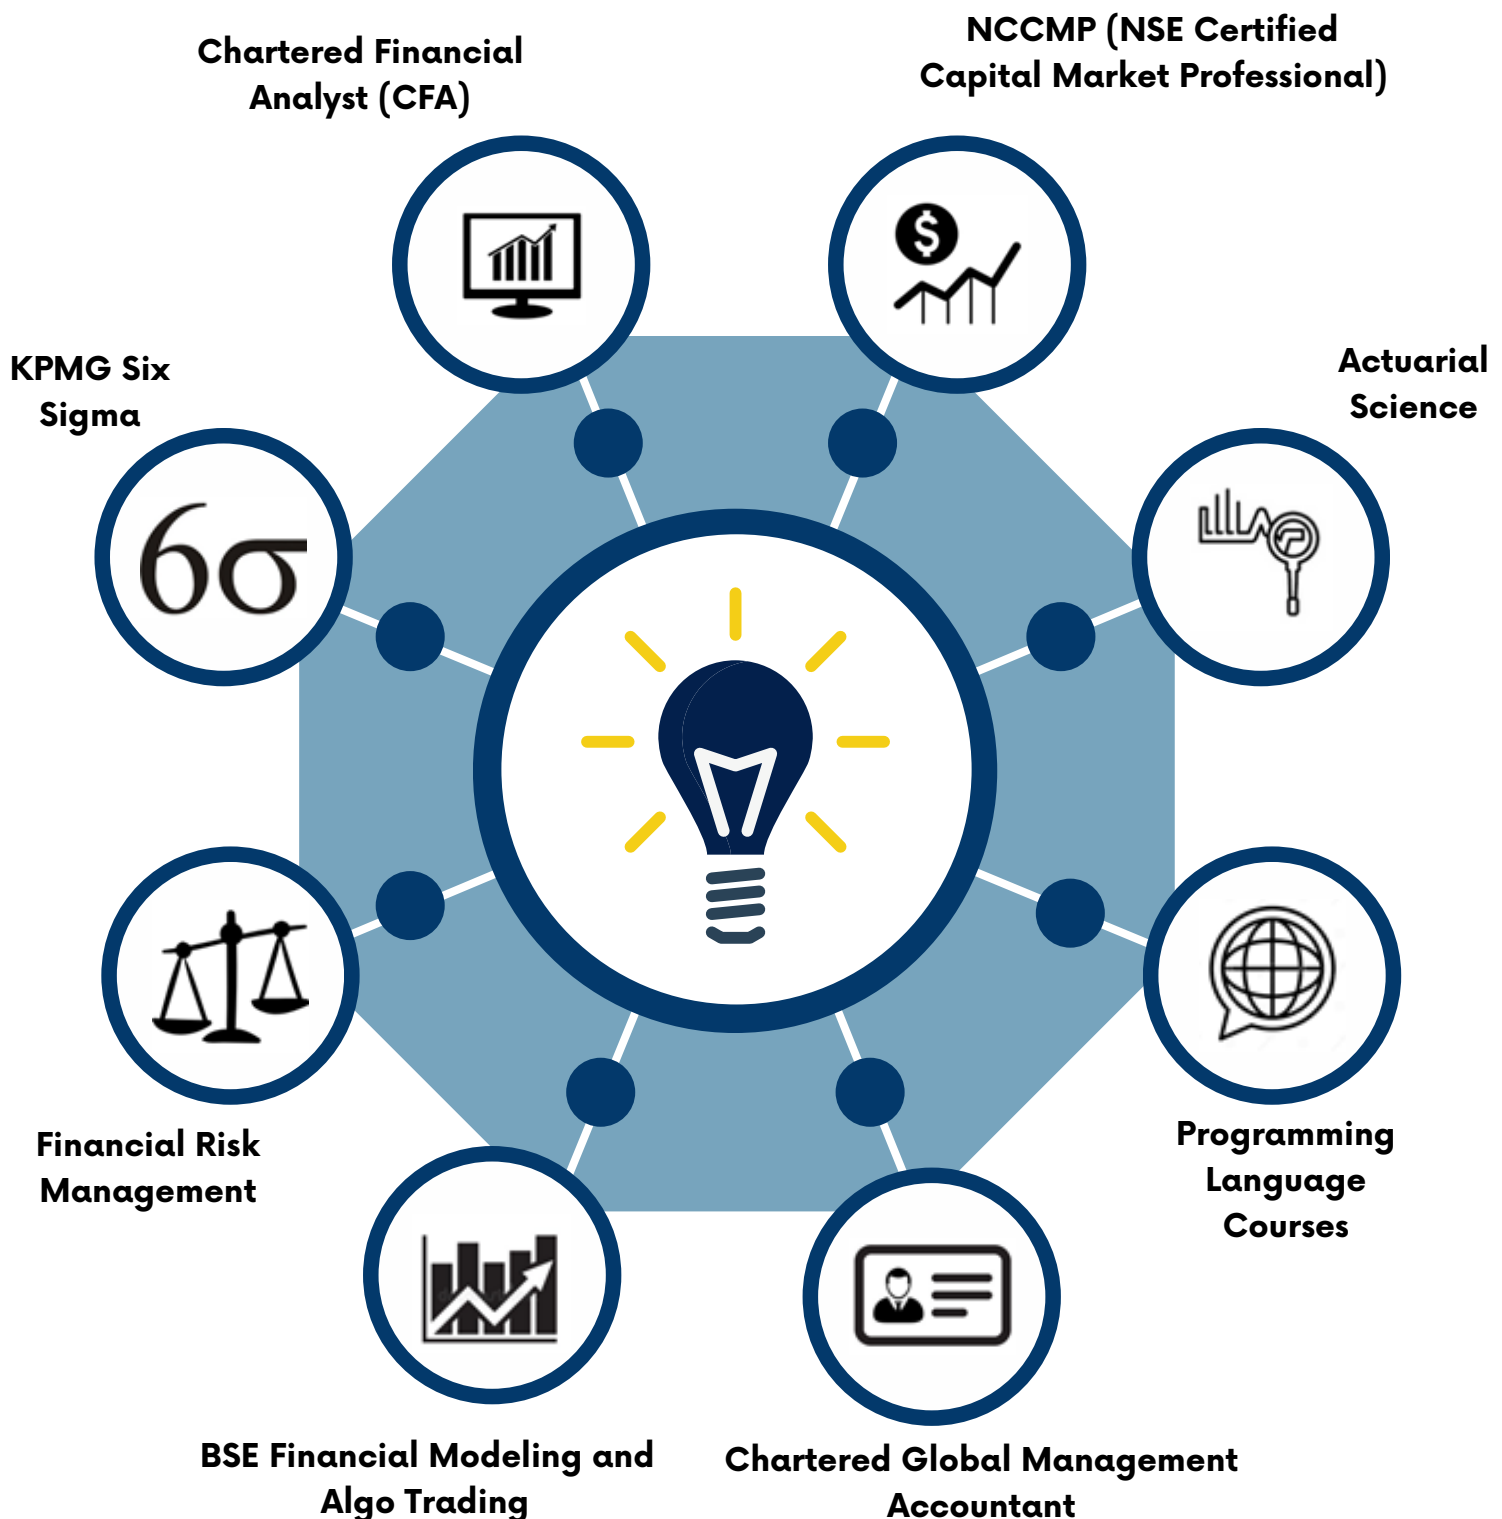 Chartered Financial
Analyst (CFA)
NCCMP (NSE Certified
Capital Market Professional)
KPMG Six
Sigma
Actuarial
Science
6σ
$
Financial Risk
Management
Programming
Language
Courses
BSE Financial Modeling and
Algo Trading
Chartered Global Management
Accountant